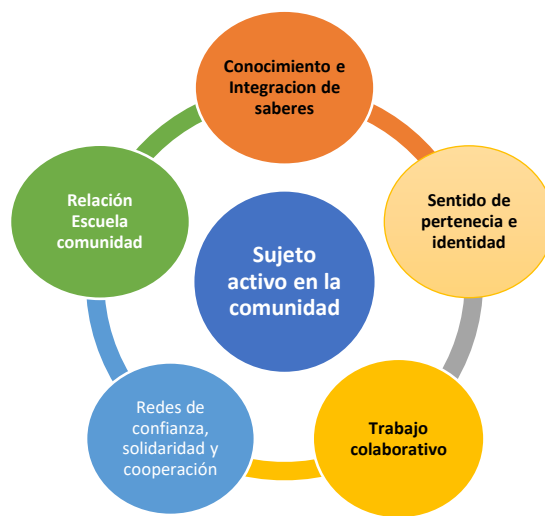 Conocimiento e
Integracion de
saberes
Sentido de
pertenecia e
identidad
Trabajo
colaborativo
Redes de
confianza,
solidaridad y
cooperación
Relación
Escuela
comunidad
Sujeto
activo en la
comunidad